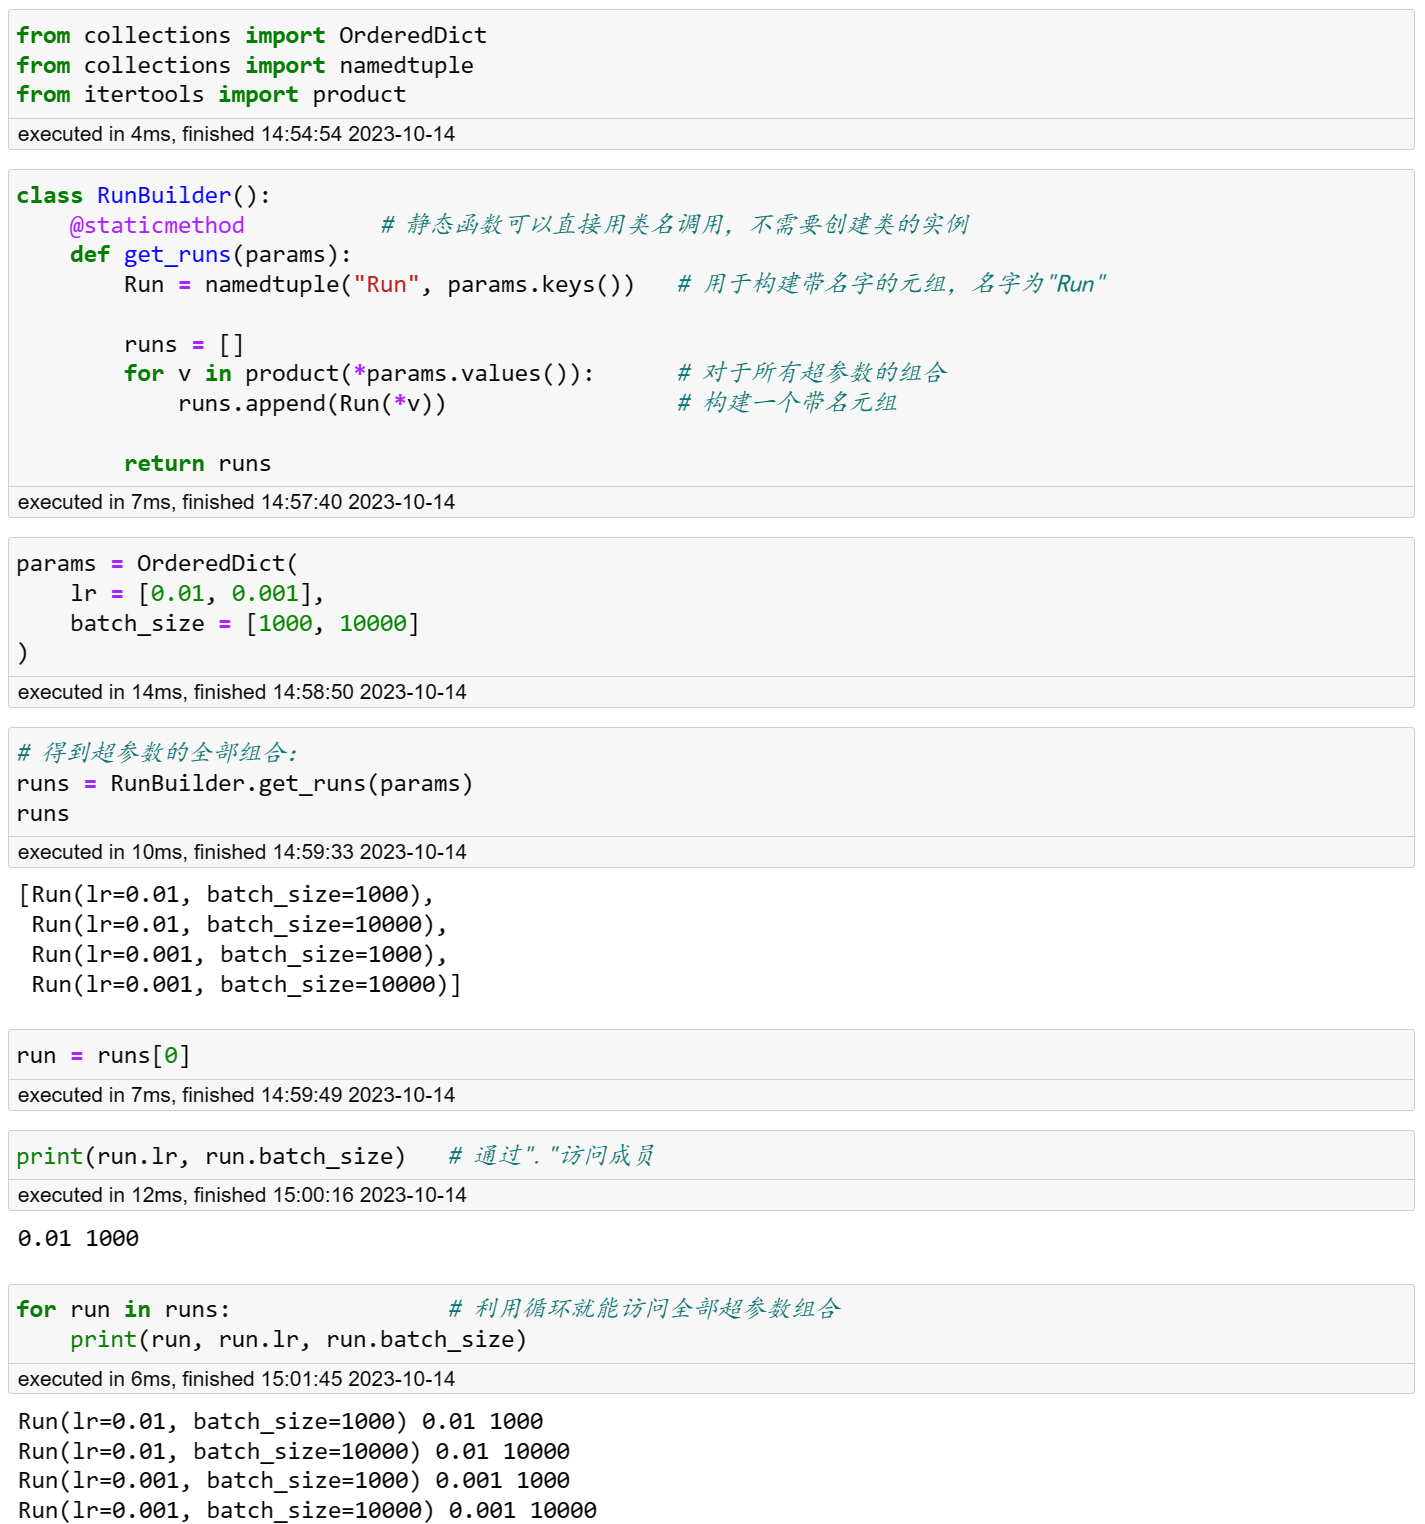 from collections import OrderedDict
from collections import namedtuple
from itertools import product
executed in 4ms, finished 14:54:54 2023-10-14
class RunBuilder():
    @staticmethod          # 静态函数可以直接用类名调用，不需要创建类的实例
    def get_runs(params):
        Run = namedtuple("Run", params.keys())   # 用于构建带名字的元组，名字为"Run"
        runs = []
        for v in product(*params.values()):      # 对于所有超参数的组合
            runs.append(Run(*v))                 # 构建一个带名元组
        return runs
executed in 7ms, finished 14:57:40 2023-10-14
params = OrderedDict(
    lr = [0.01, 0.001],
    batch_size = [1000, 10000]
)
executed in 14ms, finished 14:58:50 2023-10-14
# 得到超参数的全部组合：
runs = RunBuilder.get_runs(params)
runs
executed in 10ms, finished 14:59:33 2023-10-14
[Run(lr=0.01, batch_size=1000),
 Run(lr=0.01, batch_size=10000),
 Run(lr=0.001, batch_size=1000),
 Run(lr=0.001, batch_size=10000)]
run = runs[0]
executed in 7ms, finished 14:59:49 2023-10-14
print(run.lr, run.batch_size)   # 通过"."访问成员
executed in 12ms, finished 15:00:16 2023-10-14
0.01 1000
for run in runs:                # 利用循环就能访问全部超参数组合
    print(run, run.lr, run.batch_size)
executed in 6ms, finished 15:01:45 2023-10-14
Run(lr=0.01, batch_size=1000) 0.01 1000
Run(lr=0.01, batch_size=10000) 0.01 10000
Run(lr=0.001, batch_size=1000) 0.001 1000
Run(lr=0.001, batch_size=10000) 0.001 10000